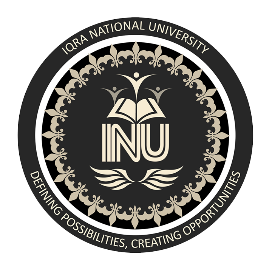 IQRA NATIONAL UNIVERSITY
INU
DEFINING POSSIBILITIES, CREATING OPPORTUNITIES